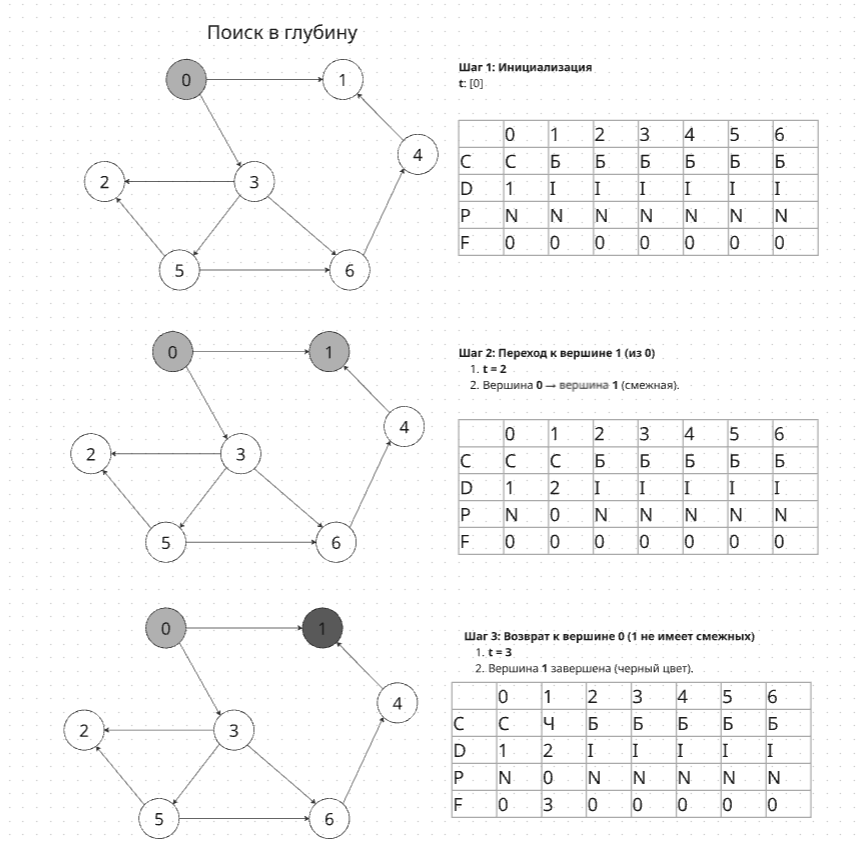 Поиск в глубину
0
1
4
2
3
5
6
Шаг 1: Инициализация
t: [0]
0 1 2 3 4 5 6
C С Б Б Б Б Б Б
D 1 I I I I I I
P N N N N N N N
F 0 0 0 0 0 0 0
0
1
4
2
3
5
6
Шаг 2: Переход к вершине 1 (из 0)
1. t = 2
2. Вершина 0 → вершина 1 (смежная).
0 1 2 3 4 5 6
C С С Б Б Б Б Б
D 1 2 I I I I I
P N 0 N N N N N
F 0 0 0 0 0 0 0
0
1
4
2
3
5
6
Шаг 3: Возврат к вершине 0 (1 не имеет смежных)
1. t = 3
2. Вершина 1 завершена (черный цвет).
0 1 2 3 4 5 6
C С Ч Б Б Б Б Б
D 1 2 I I I I I
P N 0 N N N N N
F 0 3 0 0 0 0 0